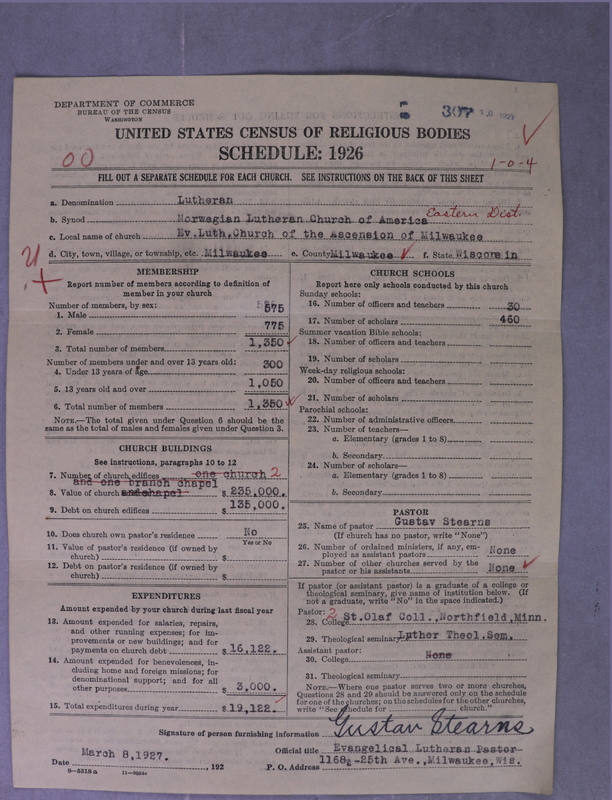 DEPARTMENT OF COMMERCE
BUREAU OF THE CENSUS
WASHINGTON
307
UNITED STATES CENSUS OF RELIGIOUS BODIES
SCHEDULE: 1926
00
1-0-4
FILL OUT A SEPARATE SCHEDULE FOR EACH CHURCH. SEE INSTRUCTIONS ON THE BACK OF THIS SHEET
a. Denomination Lutheran
b. Synod Norwegian Lutheran Church of America Eastern Dist.
c. Local name of church Ev.Luth.Church of the Ascension of Milwaukee
d. City, town, village, or township, etc. Milwaukee e. County Milwaukee f. State Wisconsin
MEMBERSHIP
Report number of members according to definition of
member in your church
Number of members, by sex:
1. Male 575
2. Female 775
3. Total number of members 1,350
Number of members under and over 13 years old:
4. Under 13 years of age 300
5. 13 years old and over 1,050
6. Total number of members 1,350
NOTE.—The total given under Question 6 should be the
same as the total of males and females given under Question 3.
CHURCH BUILDINGS
See instructions, paragraphs 10 to 12
7. Number of church edifices one church 2
and one branch chapel
8. Value of church and chapel $ 235,000.
9. Debt on church edifices 135,000.
10. Does church own pastor's residence No
Yes or No
11. Value of pastor's residence (if owned by
church) $
12. Debt on pastor's residence (if owned by
church) $
EXPENDITURES
Amount expended by your church during last fiscal year
13. Amount expended for salaries, repairs,
and other running expenses; for im-
provements or new buildings; and for
payments on church debt $ 16,122.
14. Amount expended for benevolences, in-
cluding home and foreign missions; for
denominational support; and for all
other purposes $ 3,000.
15. Total expenditures during year $ 19,122.
CHURCH SCHOOLS
Report here only schools conducted by this church
Sunday schools:
16. Number of officers and teachers 30
17. Number of scholars 460
Summer vacation Bible schools:
18. Number of officers and teachers
19. Number of scholars
Week-day religious schools:
20. Number of officers and teachers
21. Number of scholars
Parochial schools:
22. Number of administrative officers
23. Number of teachers—
a. Elementary (grades 1 to 8)
b. Secondary
24. Number of scholars—
a. Elementary (grades 1 to 8)
b. Secondary
PASTOR
25. Name of pastor Gustav Stearns
(If church has no pastor, write "None")
26. Number of ordained ministers, if any, em-
ployed as assistant pastors None
27. Number of other churches served by the
pastor or his assistants None
If pastor (or assistant pastor) is a graduate of a college or
theological seminary, give name of institution below. (If
not a graduate, write "No" in the space indicated.)
Pastor: 2
28. College St.Olaf Coll.,Northfield,Minn.
29. Theological seminary Luther Theol.Sem.
Assistant pastor:
30. College None
31. Theological seminary
NOTE.—Where one pastor serves two or more churches,
Questions 28 and 29 should be answered only on the schedule
for one of the churches; on the schedules for the other churches,
write "See schedule for church."
Signature of person furnishing information Gustav Stearns
Official title Evangelical Lutheran Pastor
Date March 8,1927. , 192
P. O. Address 1168½-25th Ave.,Milwaukee,Wis.
8—5318 a